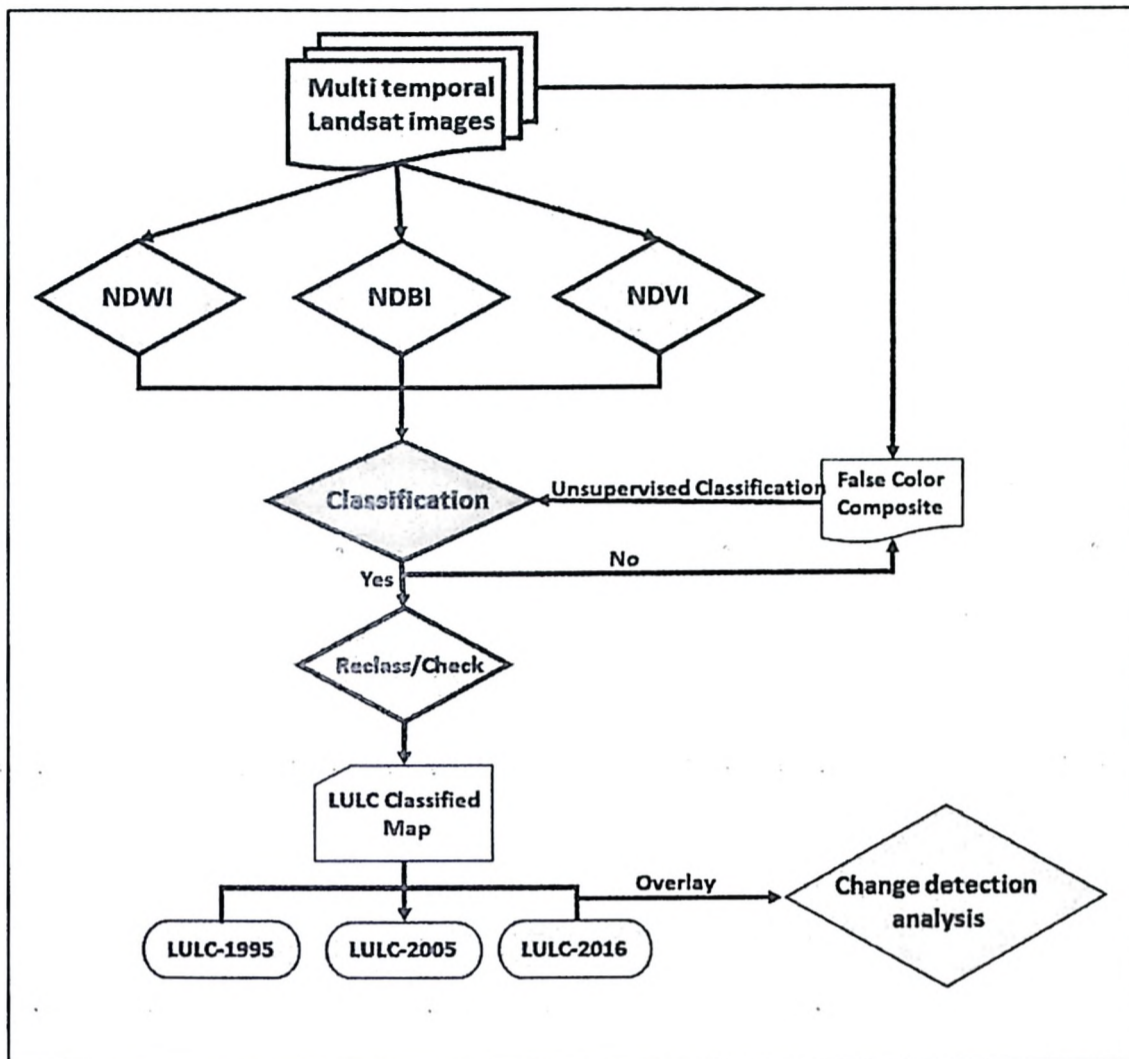 Multi temporal
Landsat images
NDWI
NDBI
NDVI
Classification
Unsupervised Classification
False Color
Composite
No
Yes
Reclass/Check
LULC Classified
Map
Overlay
Change detection
analysis
LULC-1995
LULC-2005
LULC-2016